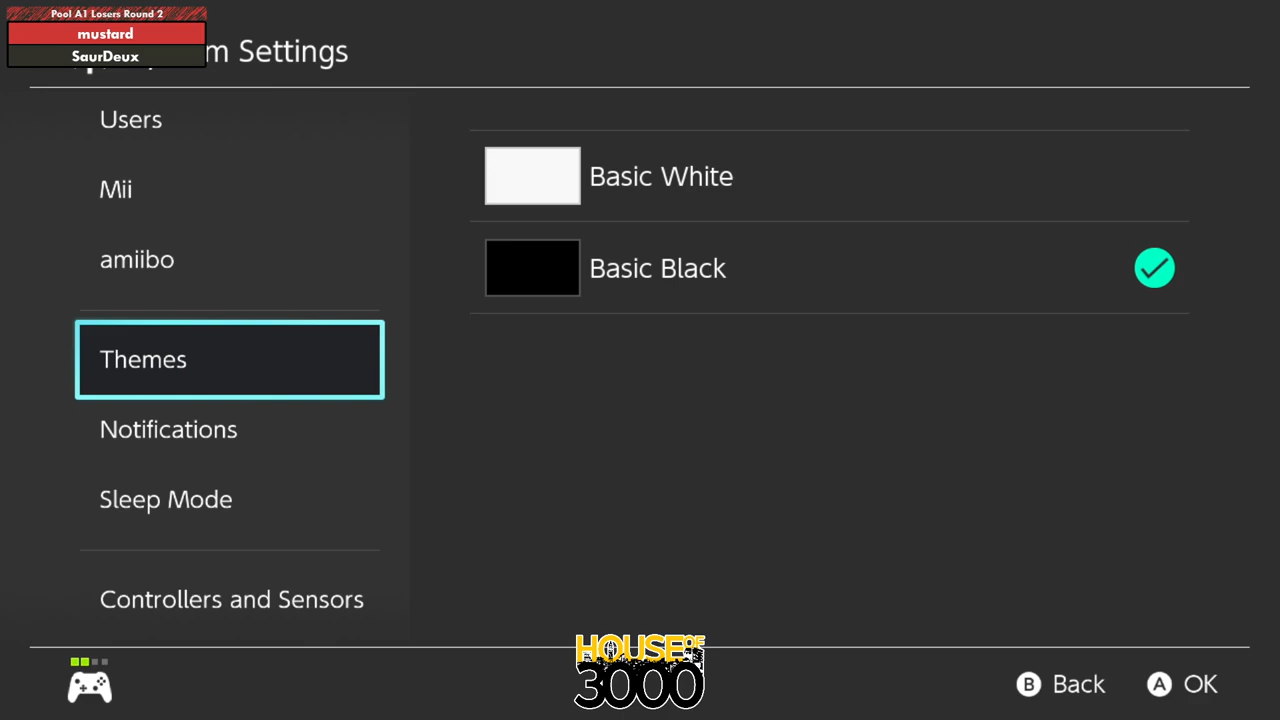 Pool A1 Losers Round 2
mustard
SaurDeux
m Settings
Users
Mii
amiibo
Themes
Notifications
Sleep Mode
Controllers and Sensors
Basic White
Basic Black
HOUSE OF
3000
B Back
A OK